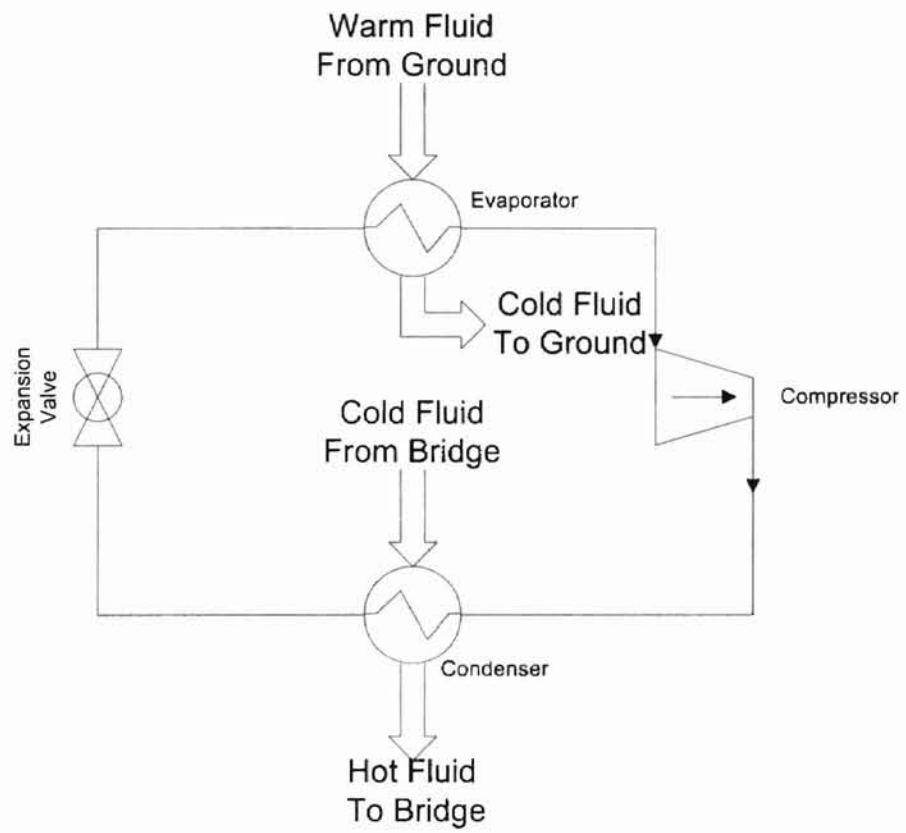 Warm Fluid
From Ground
Evaporator
Cold Fluid
To Ground
Expansion
Valve
Compressor
Cold Fluid
From Bridge
Condenser
Hot Fluid
To Bridge